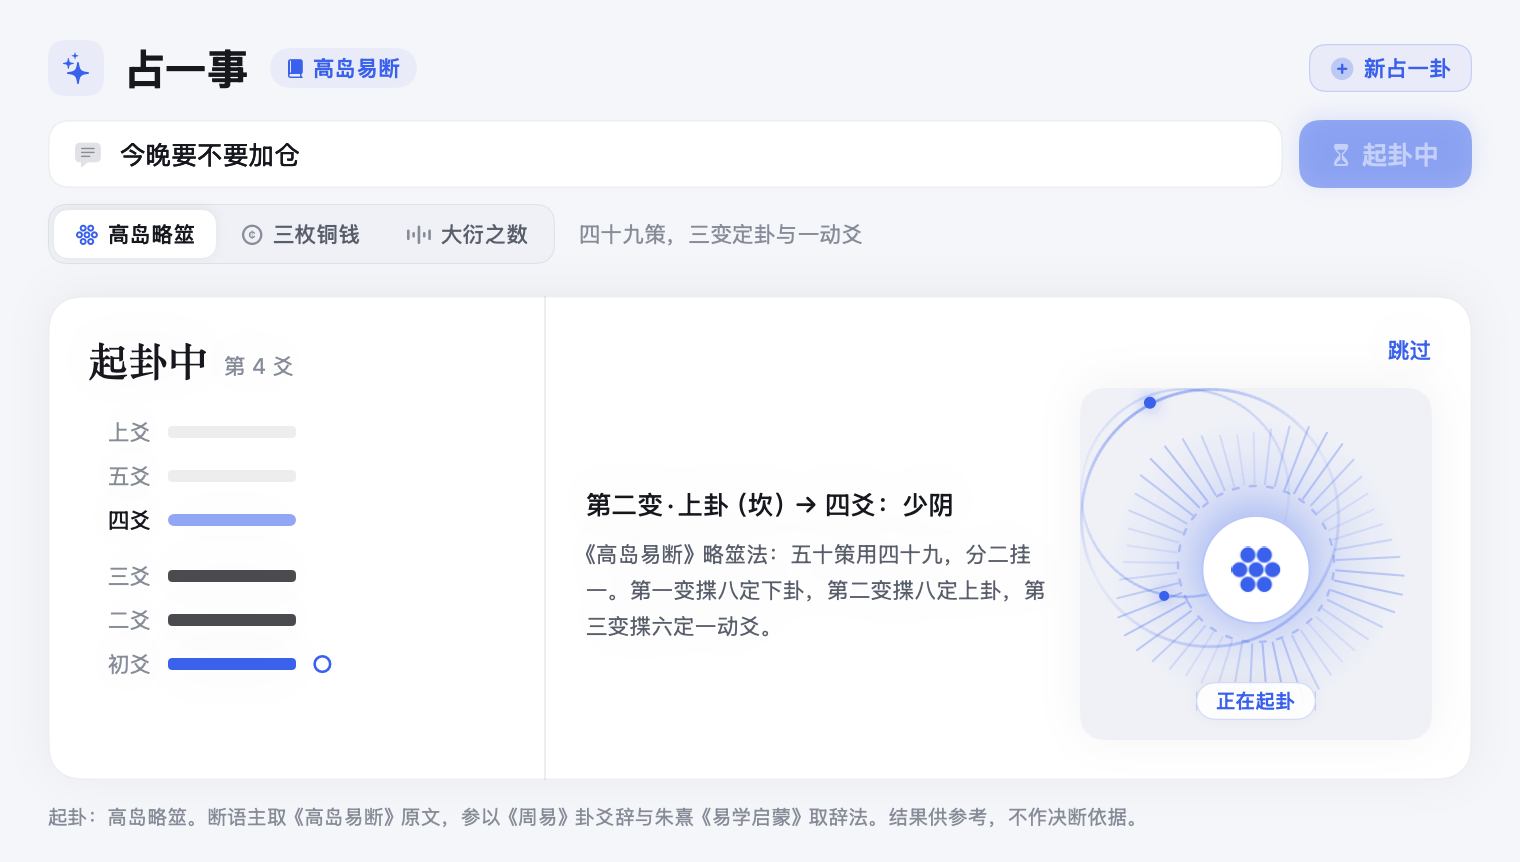 占一事
高岛易断
新占一卦
今晚要不要加仓
起卦中
高岛略筮
三枚铜钱
大衍之数
四十九策，三变定卦与一动爻
起卦中 第 4 爻
上爻
五爻
四爻
三爻
二爻
初爻
跳过
第二变·上卦（坎）→ 四爻：少阴
《高岛易断》略筮法：五十策用四十九，分二挂
一。第一变揲八定下卦，第二变揲八定上卦，第
三变揲六定一动爻。
正在起卦
起卦：高岛略筮。断语主取《高岛易断》原文，参以《周易》卦爻辞与朱熹《易学启蒙》取辞法。结果供参考，不作决断依据。